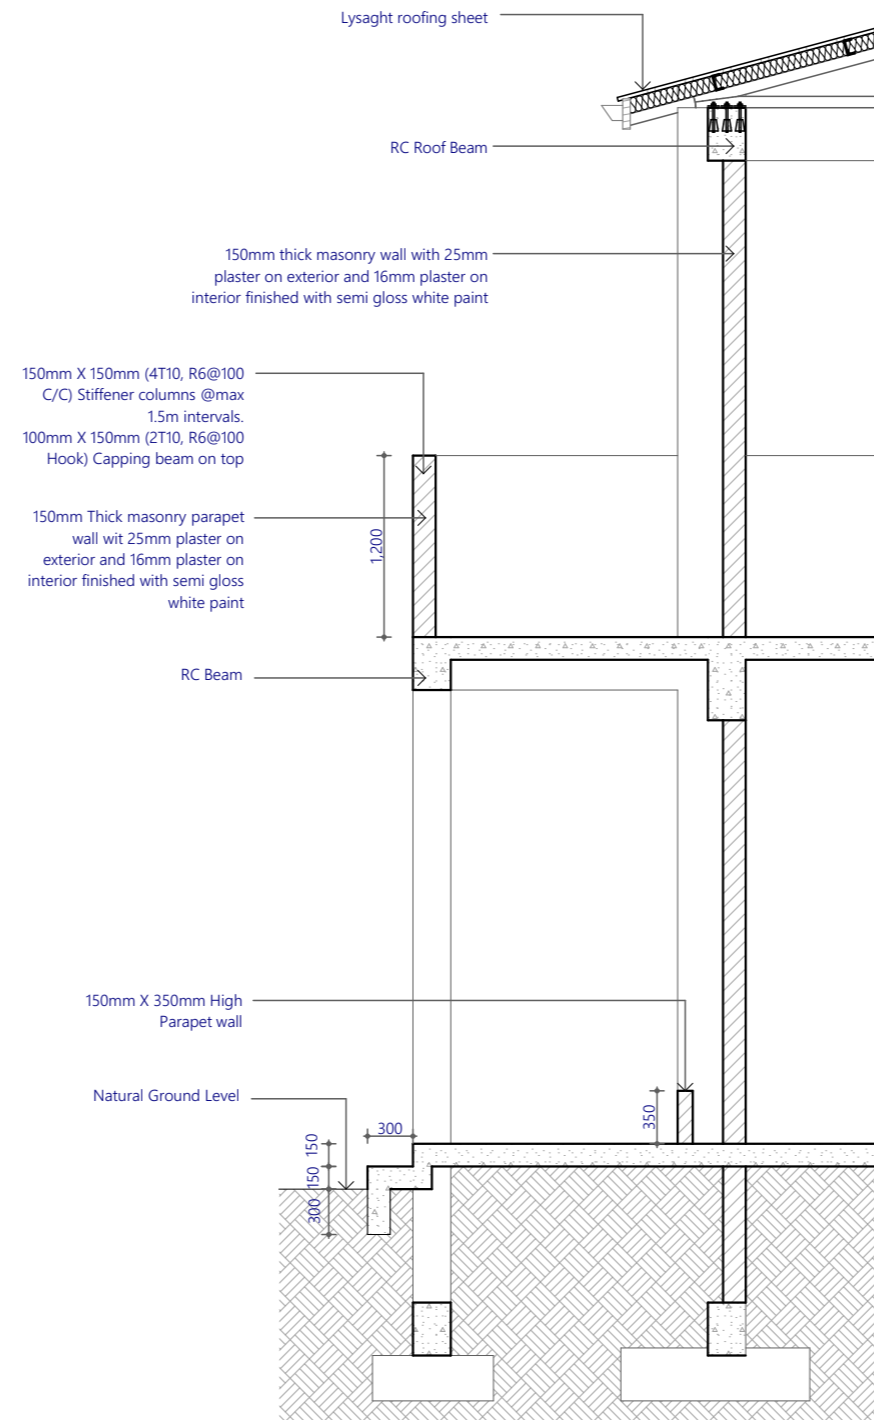 Lysaght roofing sheet
RC Roof Beam
150mm thick masonry wall with 25mm
plaster on exterior and 16mm plaster on
interior finished with semi gloss white paint
150mm X 150mm (4T10, R6@100
C/C) Stiffener columns @max
1.5m intervals.
100mm X 150mm (2T10, R6@100
Hook) Capping beam on top
150mm Thick masonry parapet
wall wit 25mm plaster on
exterior and 16mm plaster on
interior finished with semi gloss
white paint
1,200
RC Beam
150mm X 350mm High
Parapet wall
Natural Ground Level
300
350
150
150
300